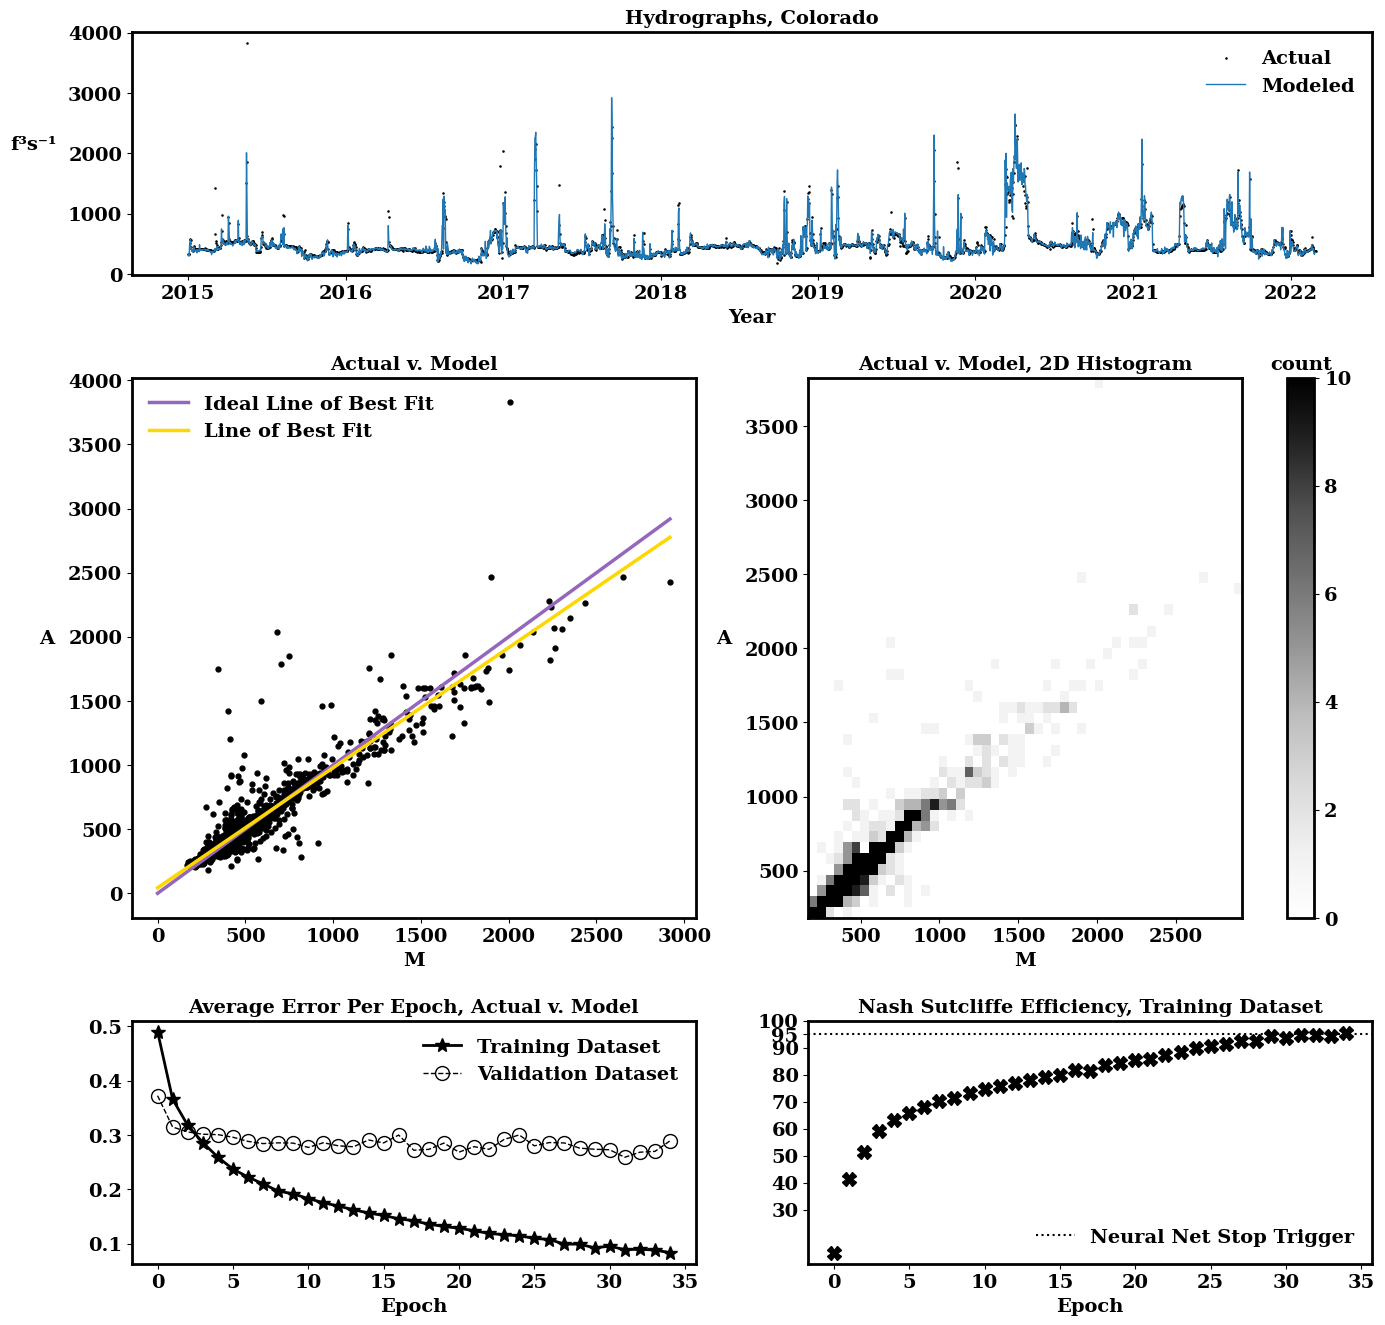 Hydrographs, Colorado
4000
3000
f³s⁻¹
2000
1000
0
Actual
Modeled
2015 2016 2017 2018 2019 2020 2021 2022
Year
Actual v. Model
4000
3500
3000
2500
A
2000
1500
1000
500
0
Ideal Line of Best Fit
Line of Best Fit
0 500 1000 1500 2000 2500 3000
M
Actual v. Model, 2D Histogram
3500
3000
2500
A
2000
1500
1000
500
500 1000 1500 2000 2500
M
count
10
8
6
4
2
0
Average Error Per Epoch, Actual v. Model
0.5
0.4
0.3
0.2
0.1
Training Dataset
Validation Dataset
0 5 10 15 20 25 30 35
Epoch
Nash Sutcliffe Efficiency, Training Dataset
100
95
90
80
70
60
50
40
30
Neural Net Stop Trigger
0 5 10 15 20 25 30 35
Epoch